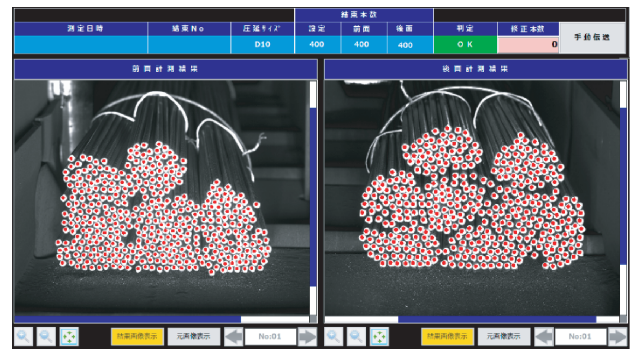 結束本数
測定日時 結束No 圧延サイズ 設定 前面 後面 判定 修正本数 手動伝送
D10 400 400 400 OK 0
前面計測結果 後面計測結果
結果画像表示 元画像表示 No:01 結果画像表示 元画像表示 No:01